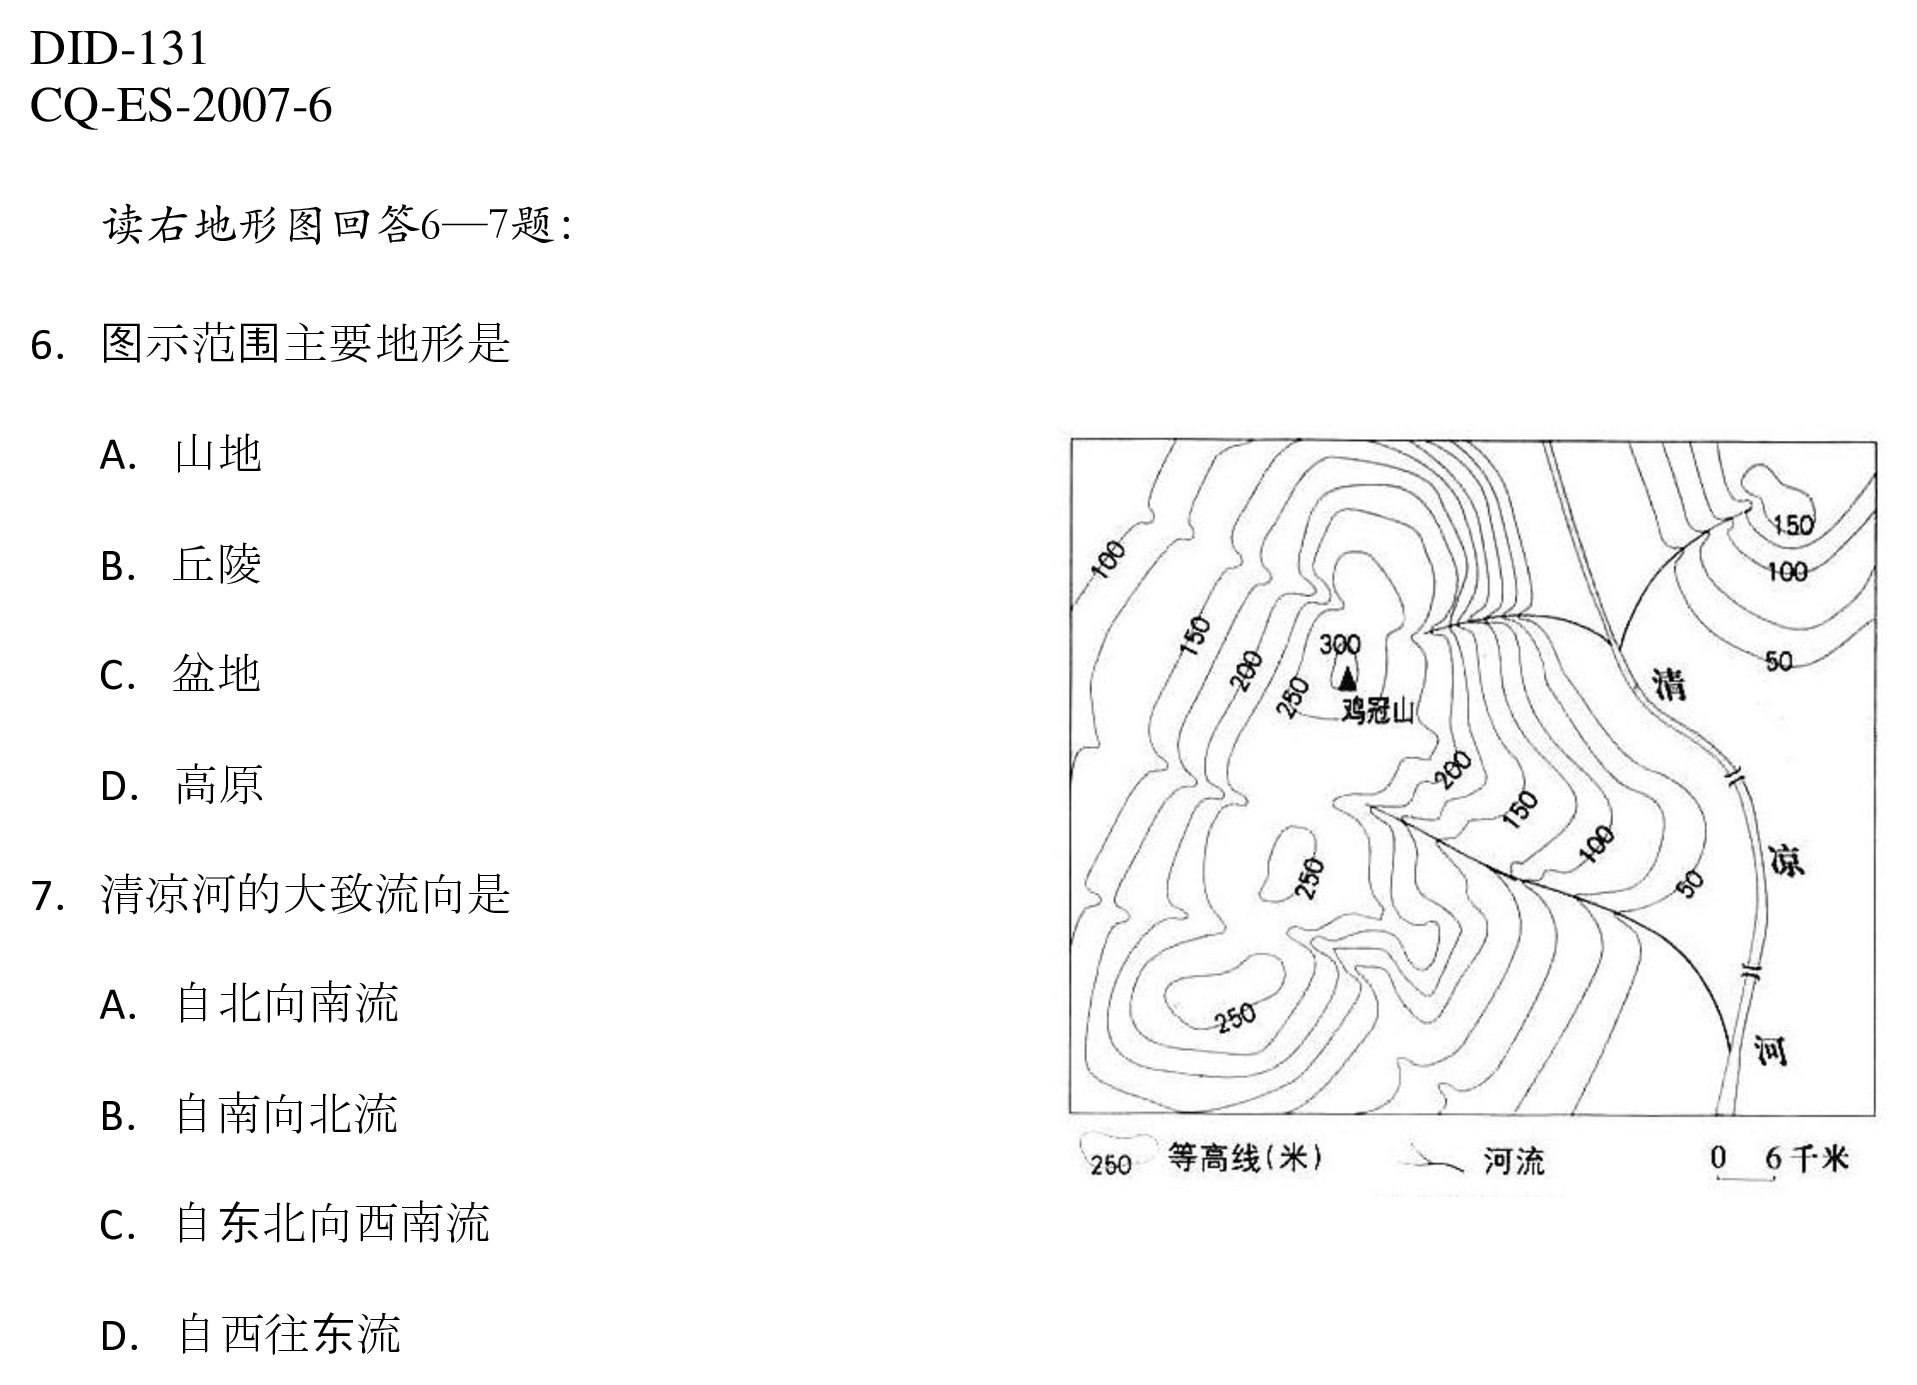 DID-131
CQ-ES-2007-6
读右地形图回答6—7题：
6. 图示范围主要地形是
A. 山地
B. 丘陵
C. 盆地
D. 高原
7. 清凉河的大致流向是
A. 自北向南流
B. 自南向北流
C. 自东北向西南流
D. 自西往东流
150
100
100
150
300
50
200
清
250
鸡冠山
200
150
100
凉
250
50
250
河
250 等高线(米) 河流 0 6千米